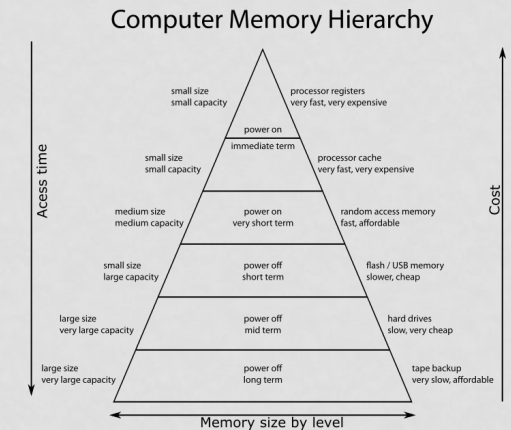 Computer Memory Hierarchy
Acess time
Cost
small size
small capacity
processor registers
very fast, very expensive
power on
immediate term
small size
small capacity
processor cache
very fast, very expensive
medium size
medium capacity
power on
very short term
random access memory
fast, affordable
small size
large capacity
power off
short term
flash / USB memory
slower, cheap
large size
very large capacity
power off
mid term
hard drives
slow, very cheap
large size
very large capacity
power off
long term
tape backup
very slow, affordable
Memory size by level